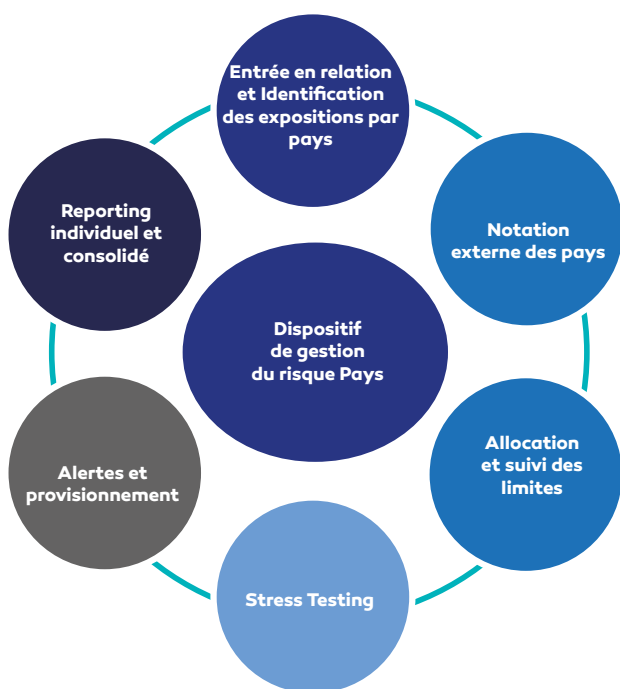 Entrée en relation
et Identification
des expositions par
pays
Notation
externe des pays
Allocation
et suivi des
limites
Stress Testing
Alertes et
provisionnement
Reporting
individuel et
consolidé
Dispositif
de gestion
du risque Pays